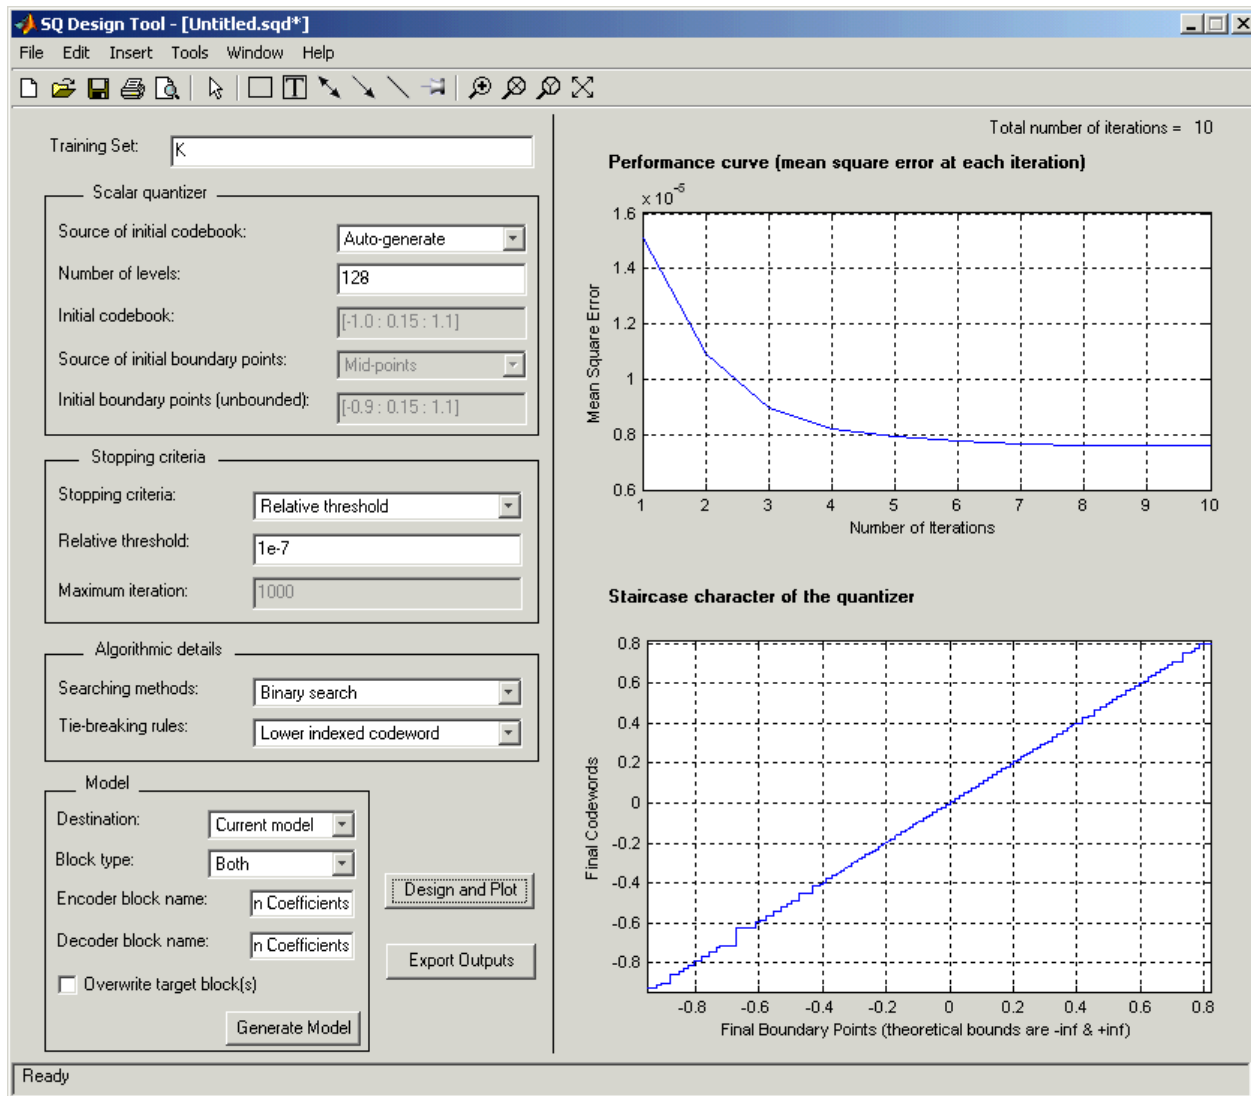 SQ Design Tool - [Untitled.sqd*]
File Edit Insert Tools Window Help
T
Training Set: K
Scalar quantizer
Source of initial codebook: Auto-generate
Number of levels: 128
Initial codebook: [-1.0 : 0.15 : 1.1]
Source of initial boundary points: Mid-points
Initial boundary points (unbounded): [-0.9 : 0.15 : 1.1]
Stopping criteria
Stopping criteria: Relative threshold
Relative threshold: 1e-7
Maximum iteration: 1000
Algorithmic details
Searching methods: Binary search
Tie-breaking rules: Lower indexed codeword
Model
Destination: Current model
Block type: Both
Encoder block name: n Coefficients
Decoder block name: n Coefficients
Overwrite target block(s)
Generate Model
Design and Plot
Export Outputs
Total number of iterations = 10
Performance curve (mean square error at each iteration)
x 10^-5
1.6
1.4
1.2
1
0.8
0.6
Mean Square Error
1 2 3 4 5 6 7 8 9 10
Number of Iterations
Staircase character of the quantizer
0.8
0.6
0.4
0.2
0
-0.2
-0.4
-0.6
-0.8
Final Codewords
-0.8 -0.6 -0.4 -0.2 0 0.2 0.4 0.6 0.8
Final Boundary Points (theoretical bounds are -inf & +inf)
Ready